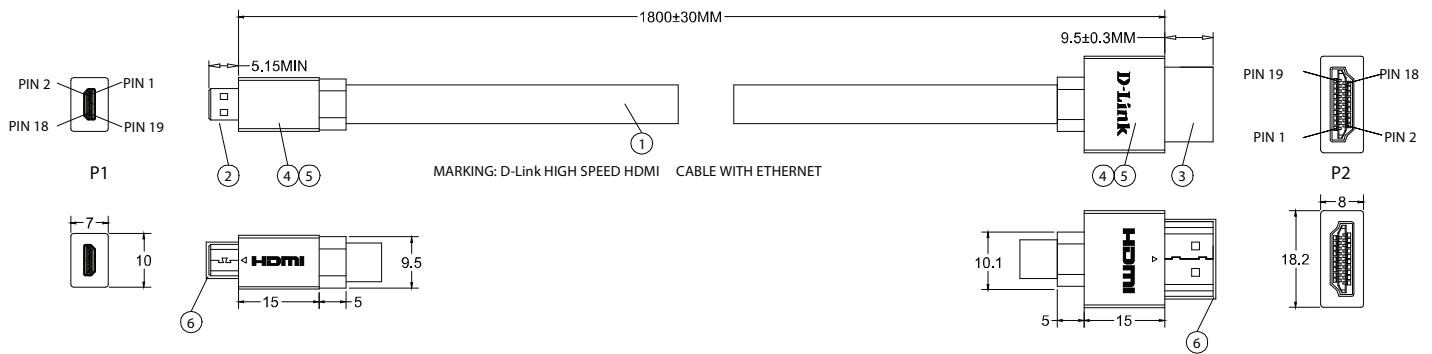 1800±30MM
5.15MIN
9.5±0.3MM
PIN 2 PIN 1
PIN 18 PIN 19
P1
D-Link
PIN 19 PIN 18
PIN 1 PIN 2
P2
1
2
4 5
MARKING: D-Link HIGH SPEED HDMI CABLE WITH ETHERNET
4 5
3
7
10
HDMI
9.5
15
5
6
10.1
HDMI
5
15
6
8
18.2